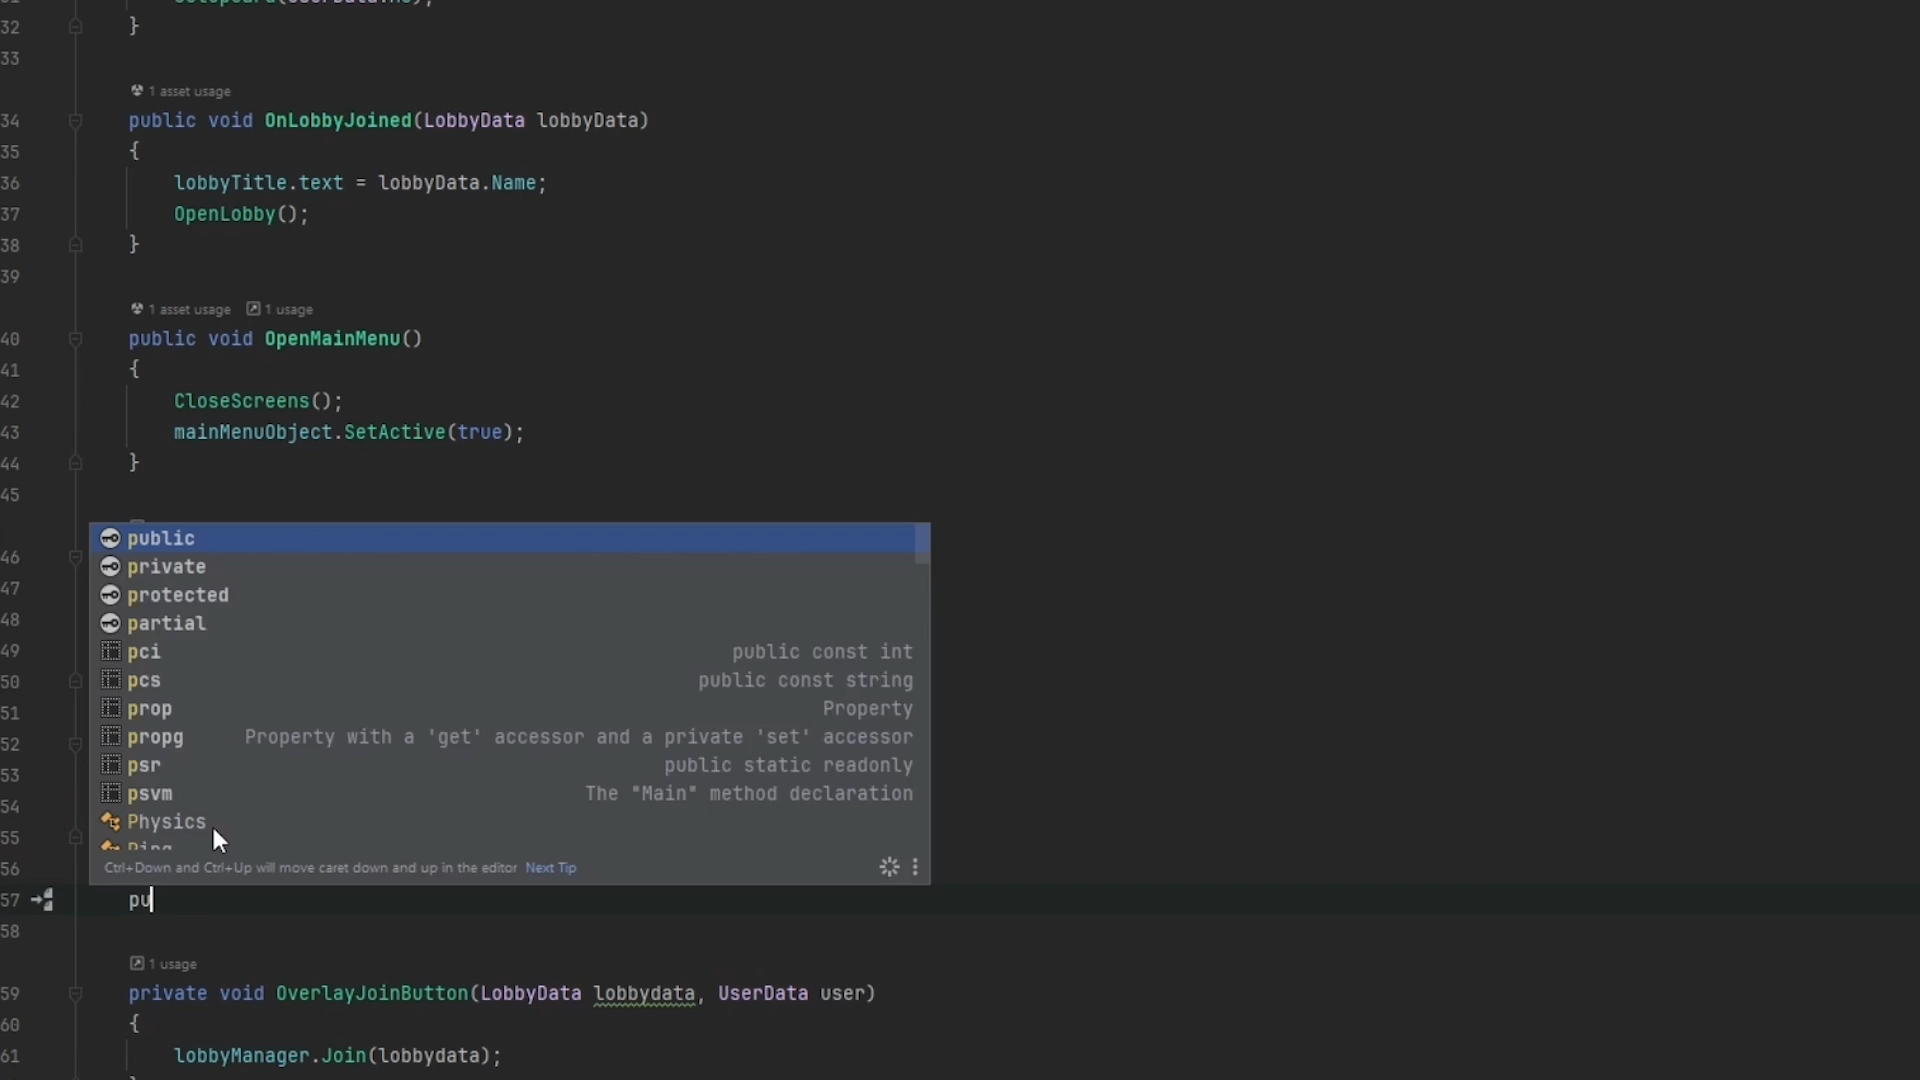 32 }
33
1 asset usage
34 public void OnLobbyJoined(LobbyData lobbyData)
35 {
36 lobbyTitle.text = lobbyData.Name;
37 OpenLobby();
38 }
39
1 asset usage 1 usage
40 public void OpenMainMenu()
41 {
42 CloseScreens();
43 mainMenuObject.SetActive(true);
44 }
45
public
46 private
47 protected
48 partial
49 pci public const int
50 pcs public const string
51 prop Property
52 propg Property with a 'get' accessor and a private 'set' accessor
53 psr public static readonly
54 psvm The "Main" method declaration
55 Physics
56 Ctrl+Down and Ctrl+Up will move caret down and up in the editor Next Tip
57 pu
58
1 usage
59 private void OverlayJoinButton(LobbyData lobbydata, UserData user)
60 {
61 lobbyManager.Join(lobbydata);